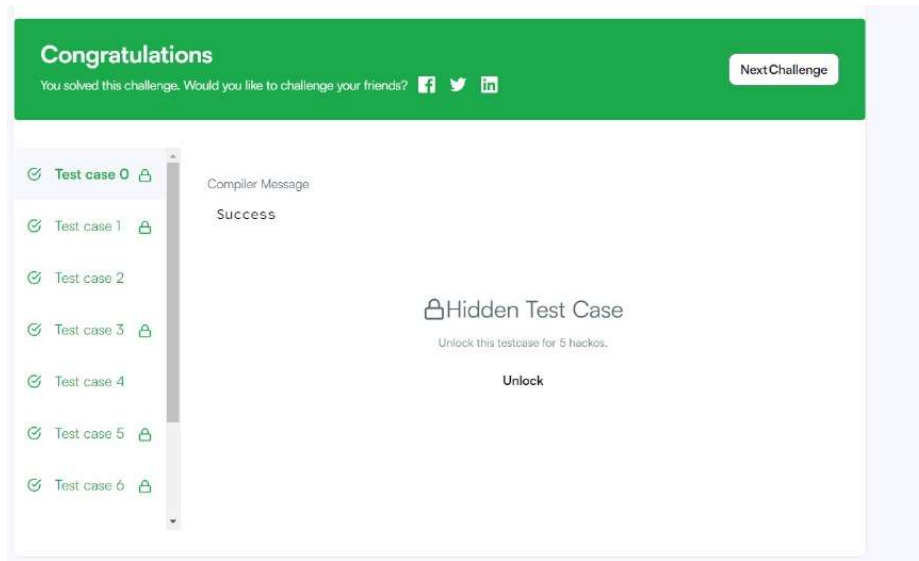 Congratulations
You solved this challenge. Would you like to challenge your friends?
Next Challenge
Test case 0
Test case 1
Test case 2
Test case 3
Test case 4
Test case 5
Test case 6
Compiler Message
Success
Hidden Test Case
Unlock this testcase for 5 hackos.
Unlock